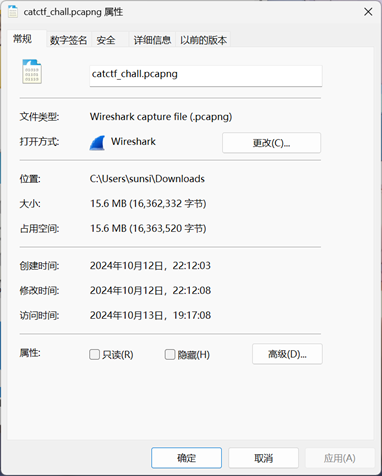 catctf_chall.pcapng 属性
常规 数字签名 安全 详细信息 以前的版本
catctf_chall.pcapng
文件类型: Wireshark capture file (.pcapng)
打开方式: Wireshark 更改(C)...
位置: C:\Users\sunsi\Downloads
大小: 15.6 MB (16,362,332 字节)
占用空间: 15.6 MB (16,363,520 字节)
创建时间: 2024年10月12日，22:12:03
修改时间: 2024年10月12日，22:12:08
访问时间: 2024年10月13日，19:17:08
属性: 只读(R) 隐藏(H) 高级(D)...
确定 取消 应用(A)